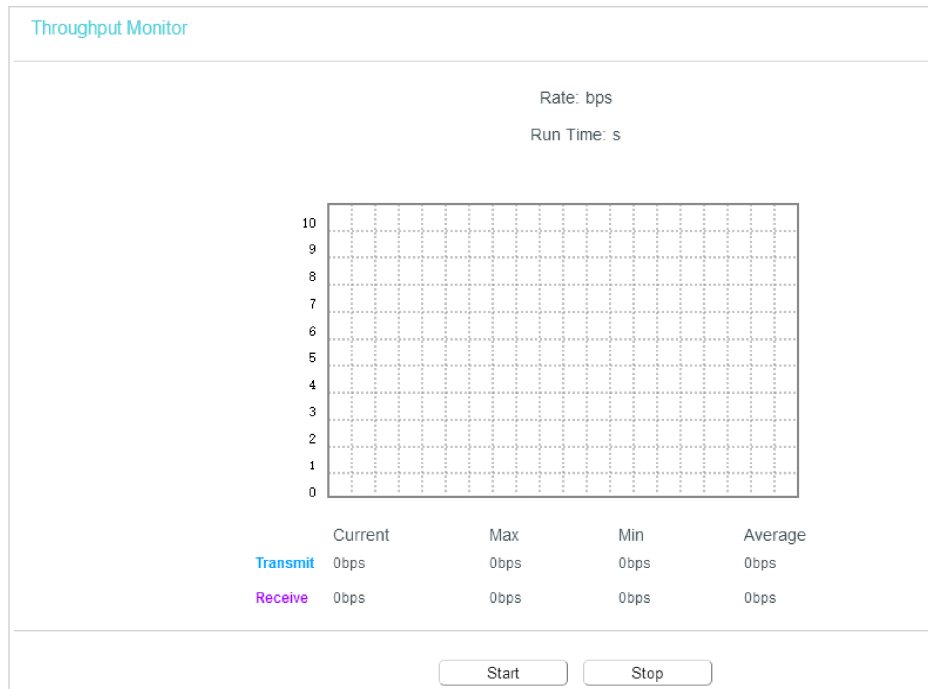 Throughput Monitor
Rate: bps
Run Time: s
10
9
8
7
6
5
4
3
2
1
0
Current Max Min Average
Transmit 0bps 0bps 0bps 0bps
Receive 0bps 0bps 0bps 0bps
Start Stop